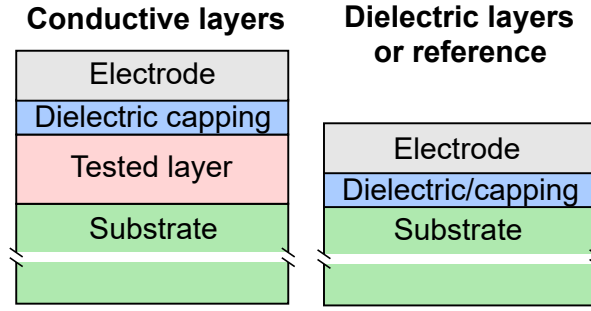 Conductive layers
Electrode
Dielectric capping
Tested layer
Substrate
Dielectric layers
or reference
Electrode
Dielectric/capping
Substrate